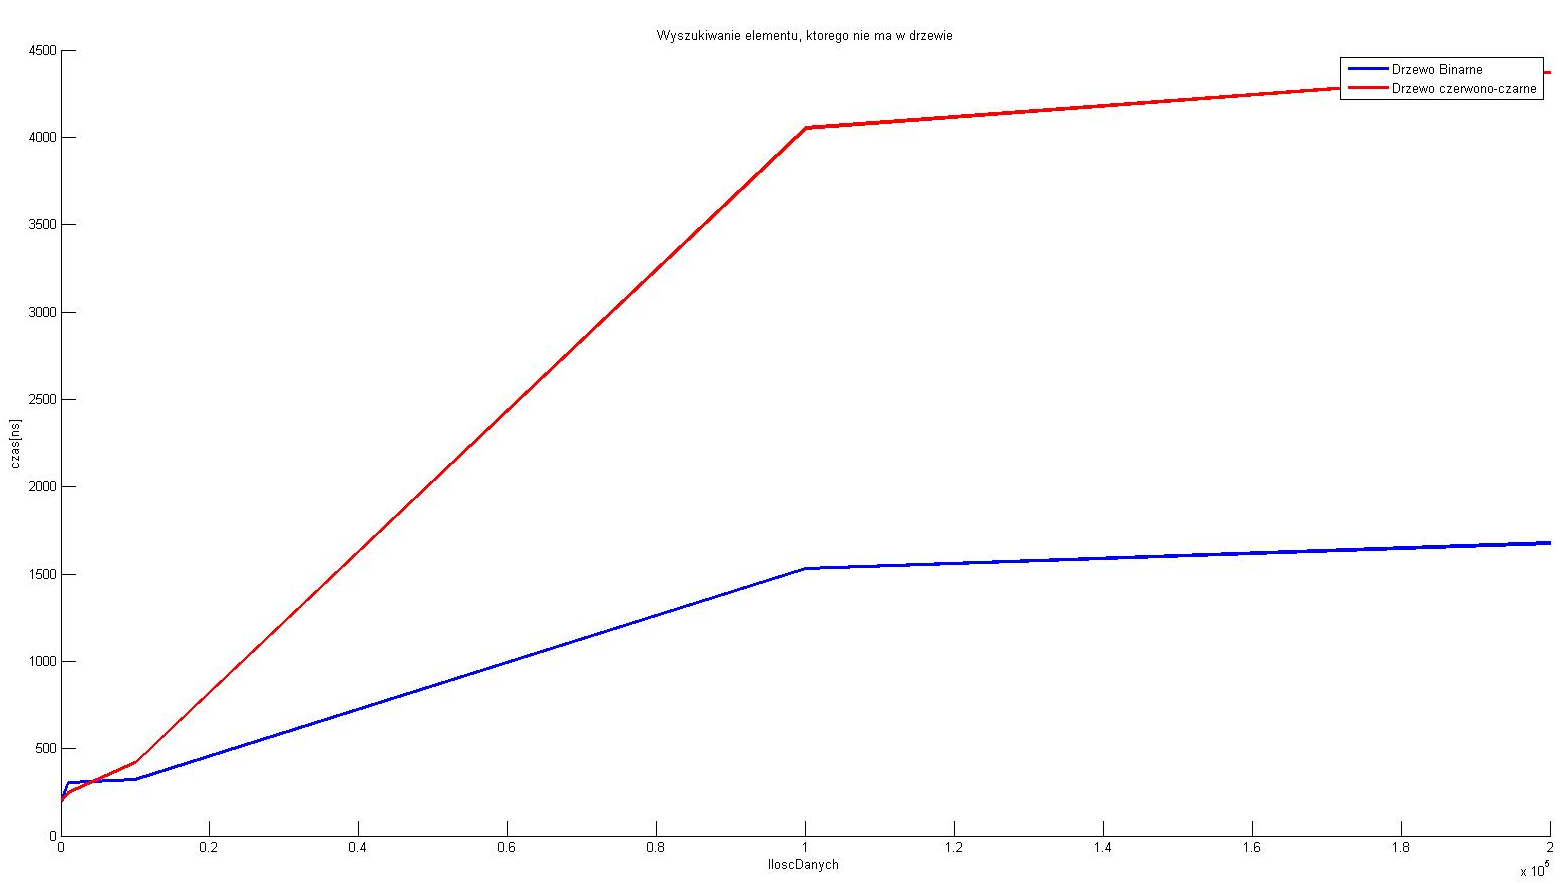 Wyszukiwanie elementu, ktorego nie ma w drzewie
4500
4000
3500
3000
2500
2000
1500
1000
500
0
czas[ns]
Drzewo Binarne
Drzewo czerwono-czarne
0 0.2 0.4 0.6 0.8 1 1.2 1.4 1.6 1.8 2
IloscDanych
x 10^5